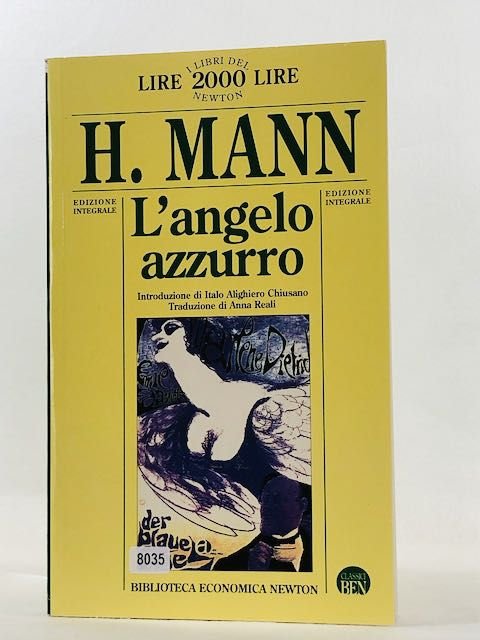 I LIBRI DEL
LIRE 2000 LIRE
NEWTON
H. MANN
EDIZIONE
INTEGRALE
EDIZIONE
INTEGRALE
L'angelo
azzurro
Introduzione di Italo Alighiero Chiusano
Traduzione di Anna Reali
der
blaue
8035
BIBLIOTECA ECONOMICA NEWTON
CLASSICI
BEN